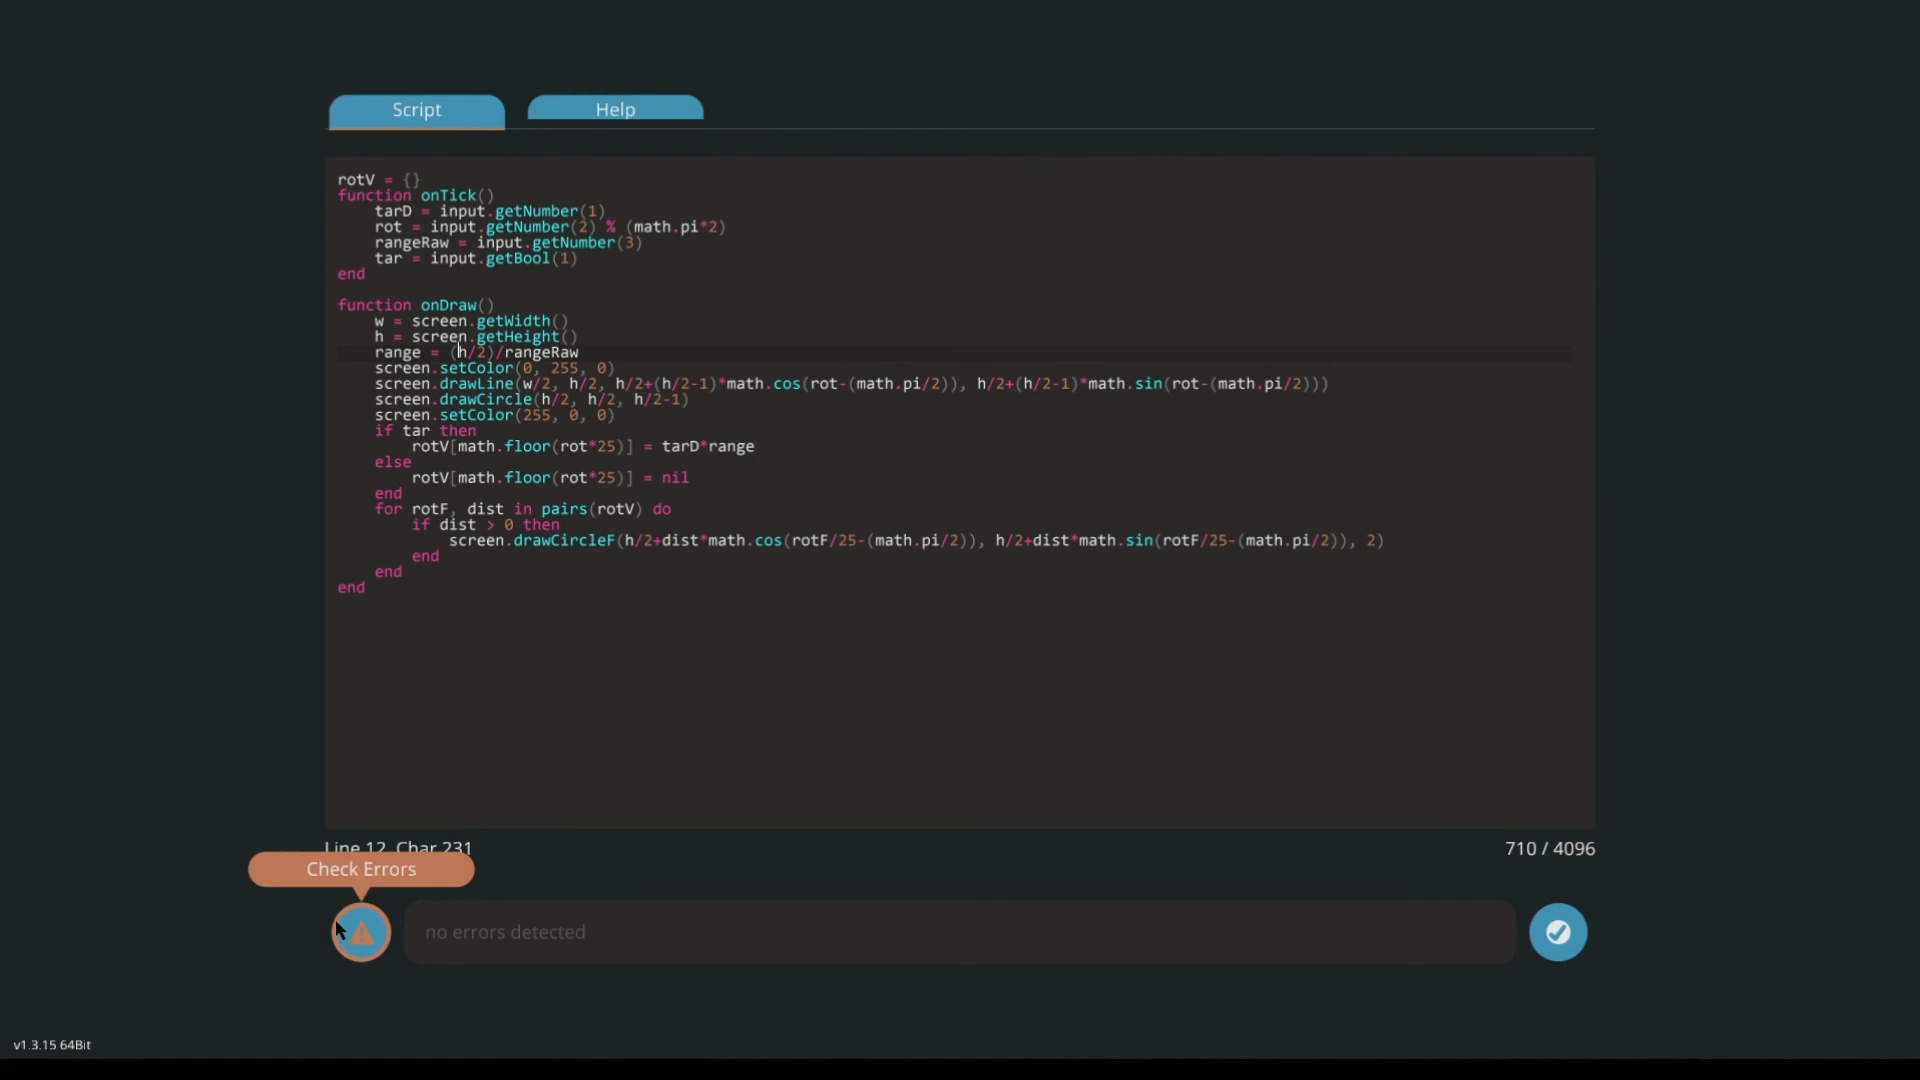 Script Help
rotV = {}
function onTick()
    tarD = input.getNumber(1)
    rot = input.getNumber(2) % (math.pi*2)
    rangeRaw = input.getNumber(3)
    tar = input.getBool(1)
end

function onDraw()
    w = screen.getWidth()
    h = screen.getHeight()
    range = (h/2)/rangeRaw
    screen.setColor(0, 255, 0)
    screen.drawLine(w/2, h/2, h/2+(h/2-1)*math.cos(rot-(math.pi/2)), h/2+(h/2-1)*math.sin(rot-(math.pi/2)))
    screen.drawCircle(h/2, h/2, h/2-1)
    screen.setColor(255, 0, 0)
    if tar then
        rotV[math.floor(rot*25)] = tarD*range
    else
        rotV[math.floor(rot*25)] = nil
    end
    for rotF, dist in pairs(rotV) do
        if dist > 0 then
            screen.drawCircleF(h/2+dist*math.cos(rotF/25-(math.pi/2)), h/2+dist*math.sin(rotF/25-(math.pi/2)), 2)
        end
    end
end
Line 12, Char 231 710 / 4096
Check Errors
no errors detected
v1.3.15 64Bit